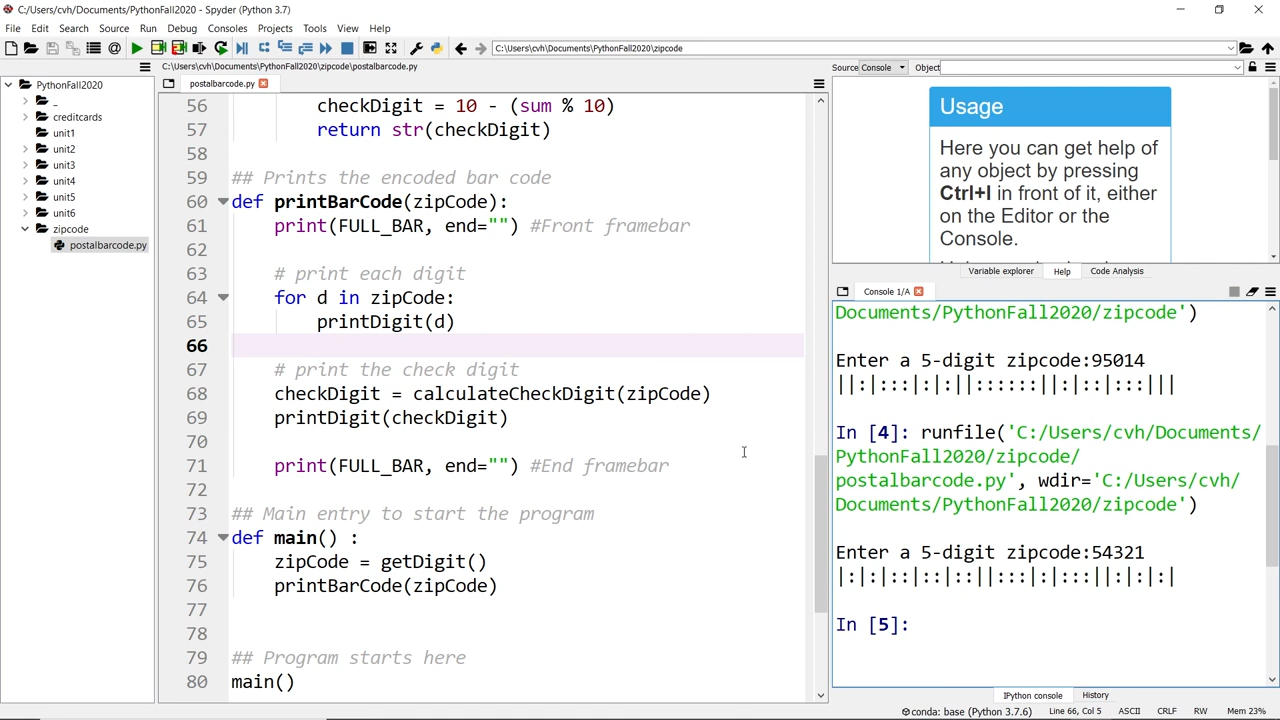 C:/Users/cvh/Documents/PythonFall2020 - Spyder (Python 3.7)
File Edit Search Source Run Debug Consoles Projects Tools View Help
C:\Users\cvh\Documents\PythonFall2020\zipcode
C:\Users\cvh\Documents\PythonFall2020\zipcode\postalbarcode.py
Source Console Object
PythonFall2020
_
creditcards
unit1
unit2
unit3
unit4
unit5
unit6
zipcode
postalbarcode.py
postalbarcode.py
56 checkDigit = 10 - (sum % 10)
57 return str(checkDigit)
58
59 ## Prints the encoded bar code
60 def printBarCode(zipCode):
61 print(FULL_BAR, end="") #Front framebar
62
63 # print each digit
64 for d in zipCode:
65 printDigit(d)
66
67 # print the check digit
68 checkDigit = calculateCheckDigit(zipCode)
69 printDigit(checkDigit)
70
71 print(FULL_BAR, end="") #End framebar
72
73 ## Main entry to start the program
74 def main() :
75 zipCode = getDigit()
76 printBarCode(zipCode)
77
78
79 ## Program starts here
80 main()
Usage
Here you can get help of
any object by pressing
Ctrl+I in front of it, either
on the Editor or the
Console.
Variable explorer Help Code Analysis
Console 1/A
Documents/PythonFall2020/zipcode')
Enter a 5-digit zipcode:95014
||:|:::|:|:||::::::||:|::|:::|||
In [4]: runfile('C:/Users/cvh/Documents/
PythonFall2020/zipcode/
postalbarcode.py', wdir='C:/Users/cvh/
Documents/PythonFall2020/zipcode')
Enter a 5-digit zipcode:54321
|:|:|::|::|::||:::|:|:::||:|:|:|
In [5]:
IPython console History
conda: base (Python 3.7.6) Line 66, Col 5 ASCII CRLF RW Mem 23%